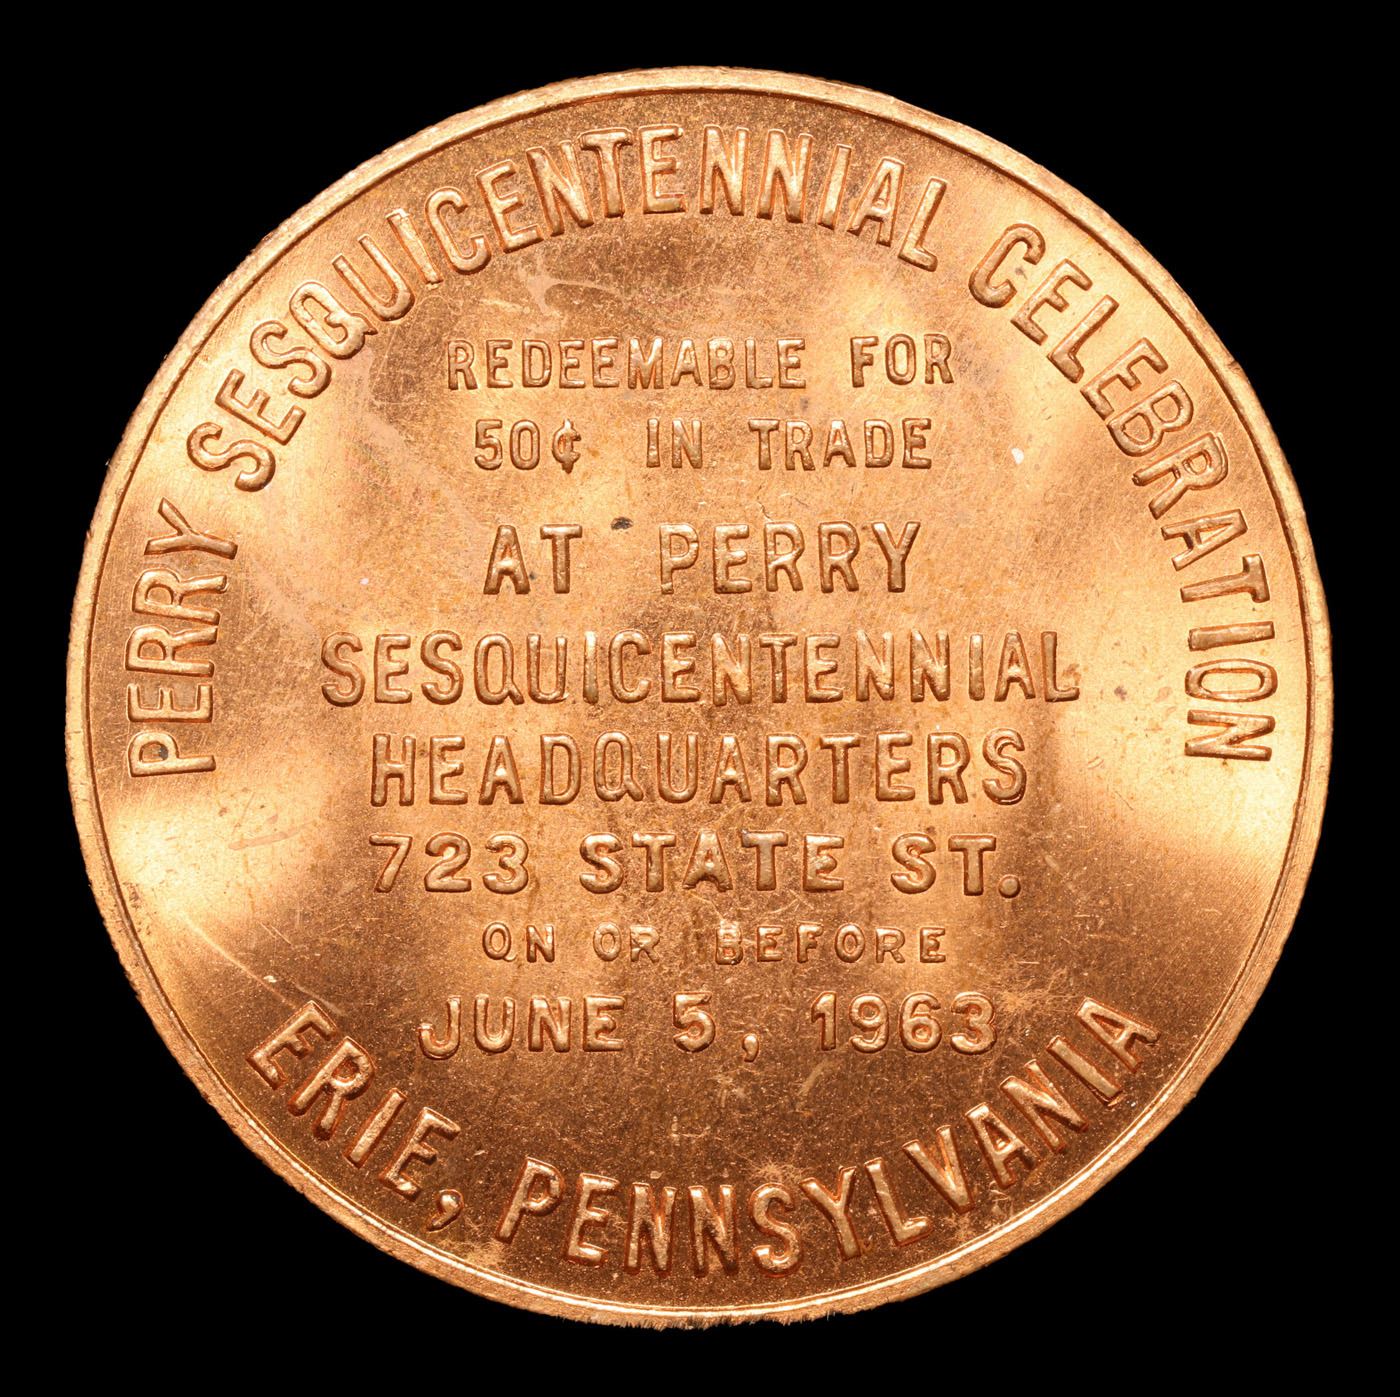 PERRY SESQUICENTENNIAL CELEBRATION
REDEEMABLE FOR
50¢ IN TRADE
AT PERRY
SESQUICENTENNIAL
HEADQUARTERS
723 STATE ST.
ON OR BEFORE
JUNE 5, 1963
ERIE, PENNSYLVANIA